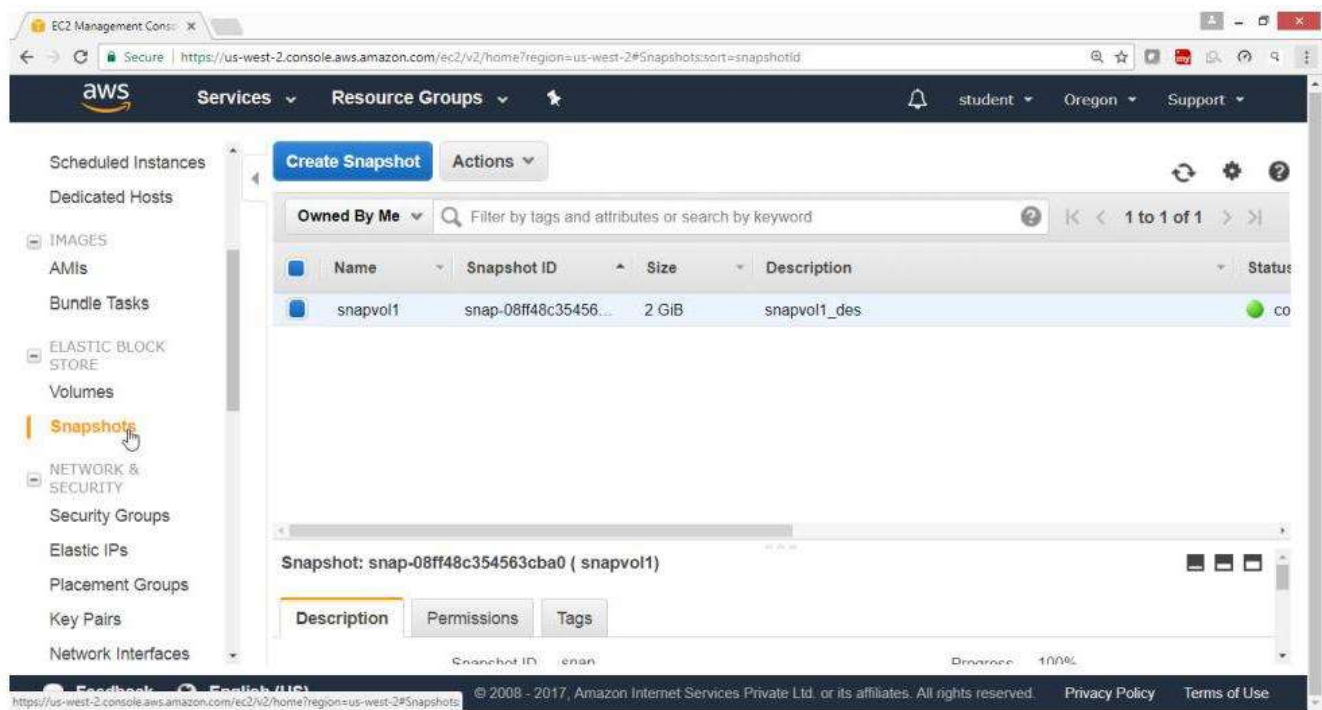 EC2 Management Cons
Secure https://us-west-2.console.aws.amazon.com/ec2/v2/home?region=us-west-2#Snapshots:sort=snapshotId
aws Services Resource Groups student Oregon Support
Scheduled Instances
Dedicated Hosts
IMAGES
AMIs
Bundle Tasks
ELASTIC BLOCK
STORE
Volumes
Snapshots
NETWORK &
SECURITY
Security Groups
Elastic IPs
Placement Groups
Key Pairs
Network Interfaces
Create Snapshot Actions
Owned By Me Filter by tags and attributes or search by keyword 1 to 1 of 1
Name Snapshot ID Size Description Status
snapvol1 snap-08ff48c35456... 2 GiB snapvol1_des co
Snapshot: snap-08ff48c354563cba0 ( snapvol1)
Description Permissions Tags
Snapshot ID snap Progress 100%
Feedback English (US) © 2008 - 2017, Amazon Internet Services Private Ltd. or its affiliates. All rights reserved. Privacy Policy Terms of Use
https://us-west-2.console.aws.amazon.com/ec2/v2/home?region=us-west-2#Snapshots: